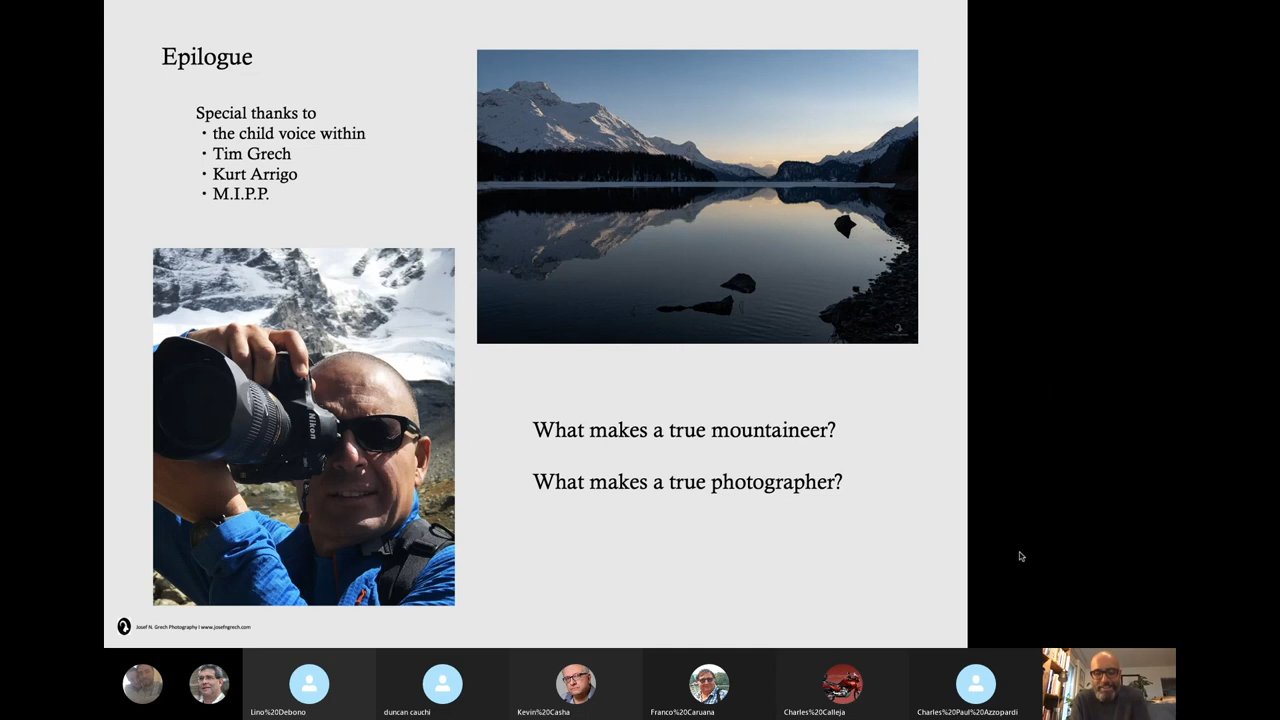 Epilogue
Special thanks to
• the child voice within
• Tim Grech
• Kurt Arrigo
• M.I.P.P.
Nikon
What makes a true mountaineer?
What makes a true photographer?
Josef N. Grech Photography I www.josefngrech.com
Lino%20Debono
duncan cauchi
Kevin%20Casha
Franco%20Caruana
Charles%20Calleja
Charles%20Paul%20Azzopardi